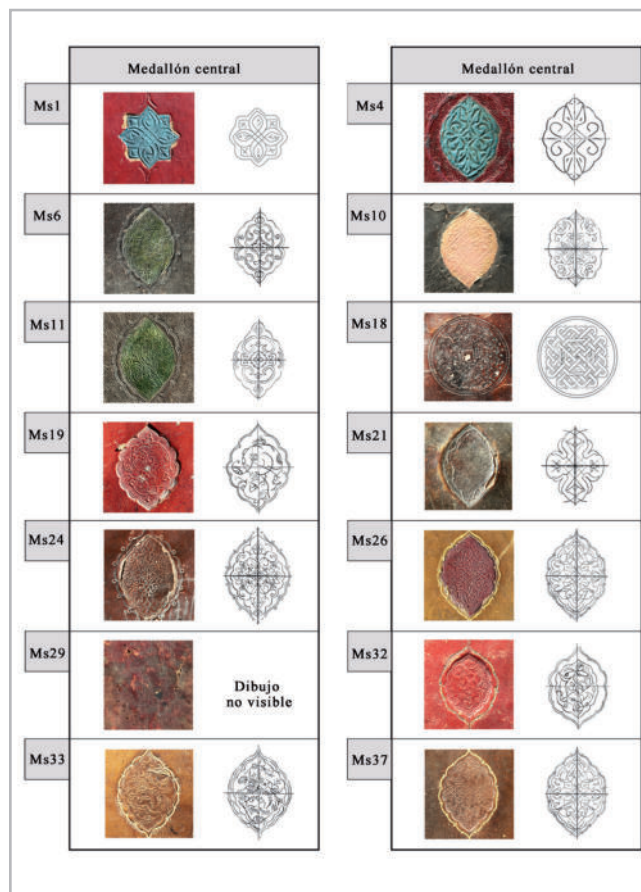 Medallón central
Ms1
Ms6
Ms11
Ms19
Ms24
Ms29
Dibujo
no visible
Ms33
Medallón central
Ms4
Ms10
Ms18
Ms21
Ms26
Ms32
Ms37